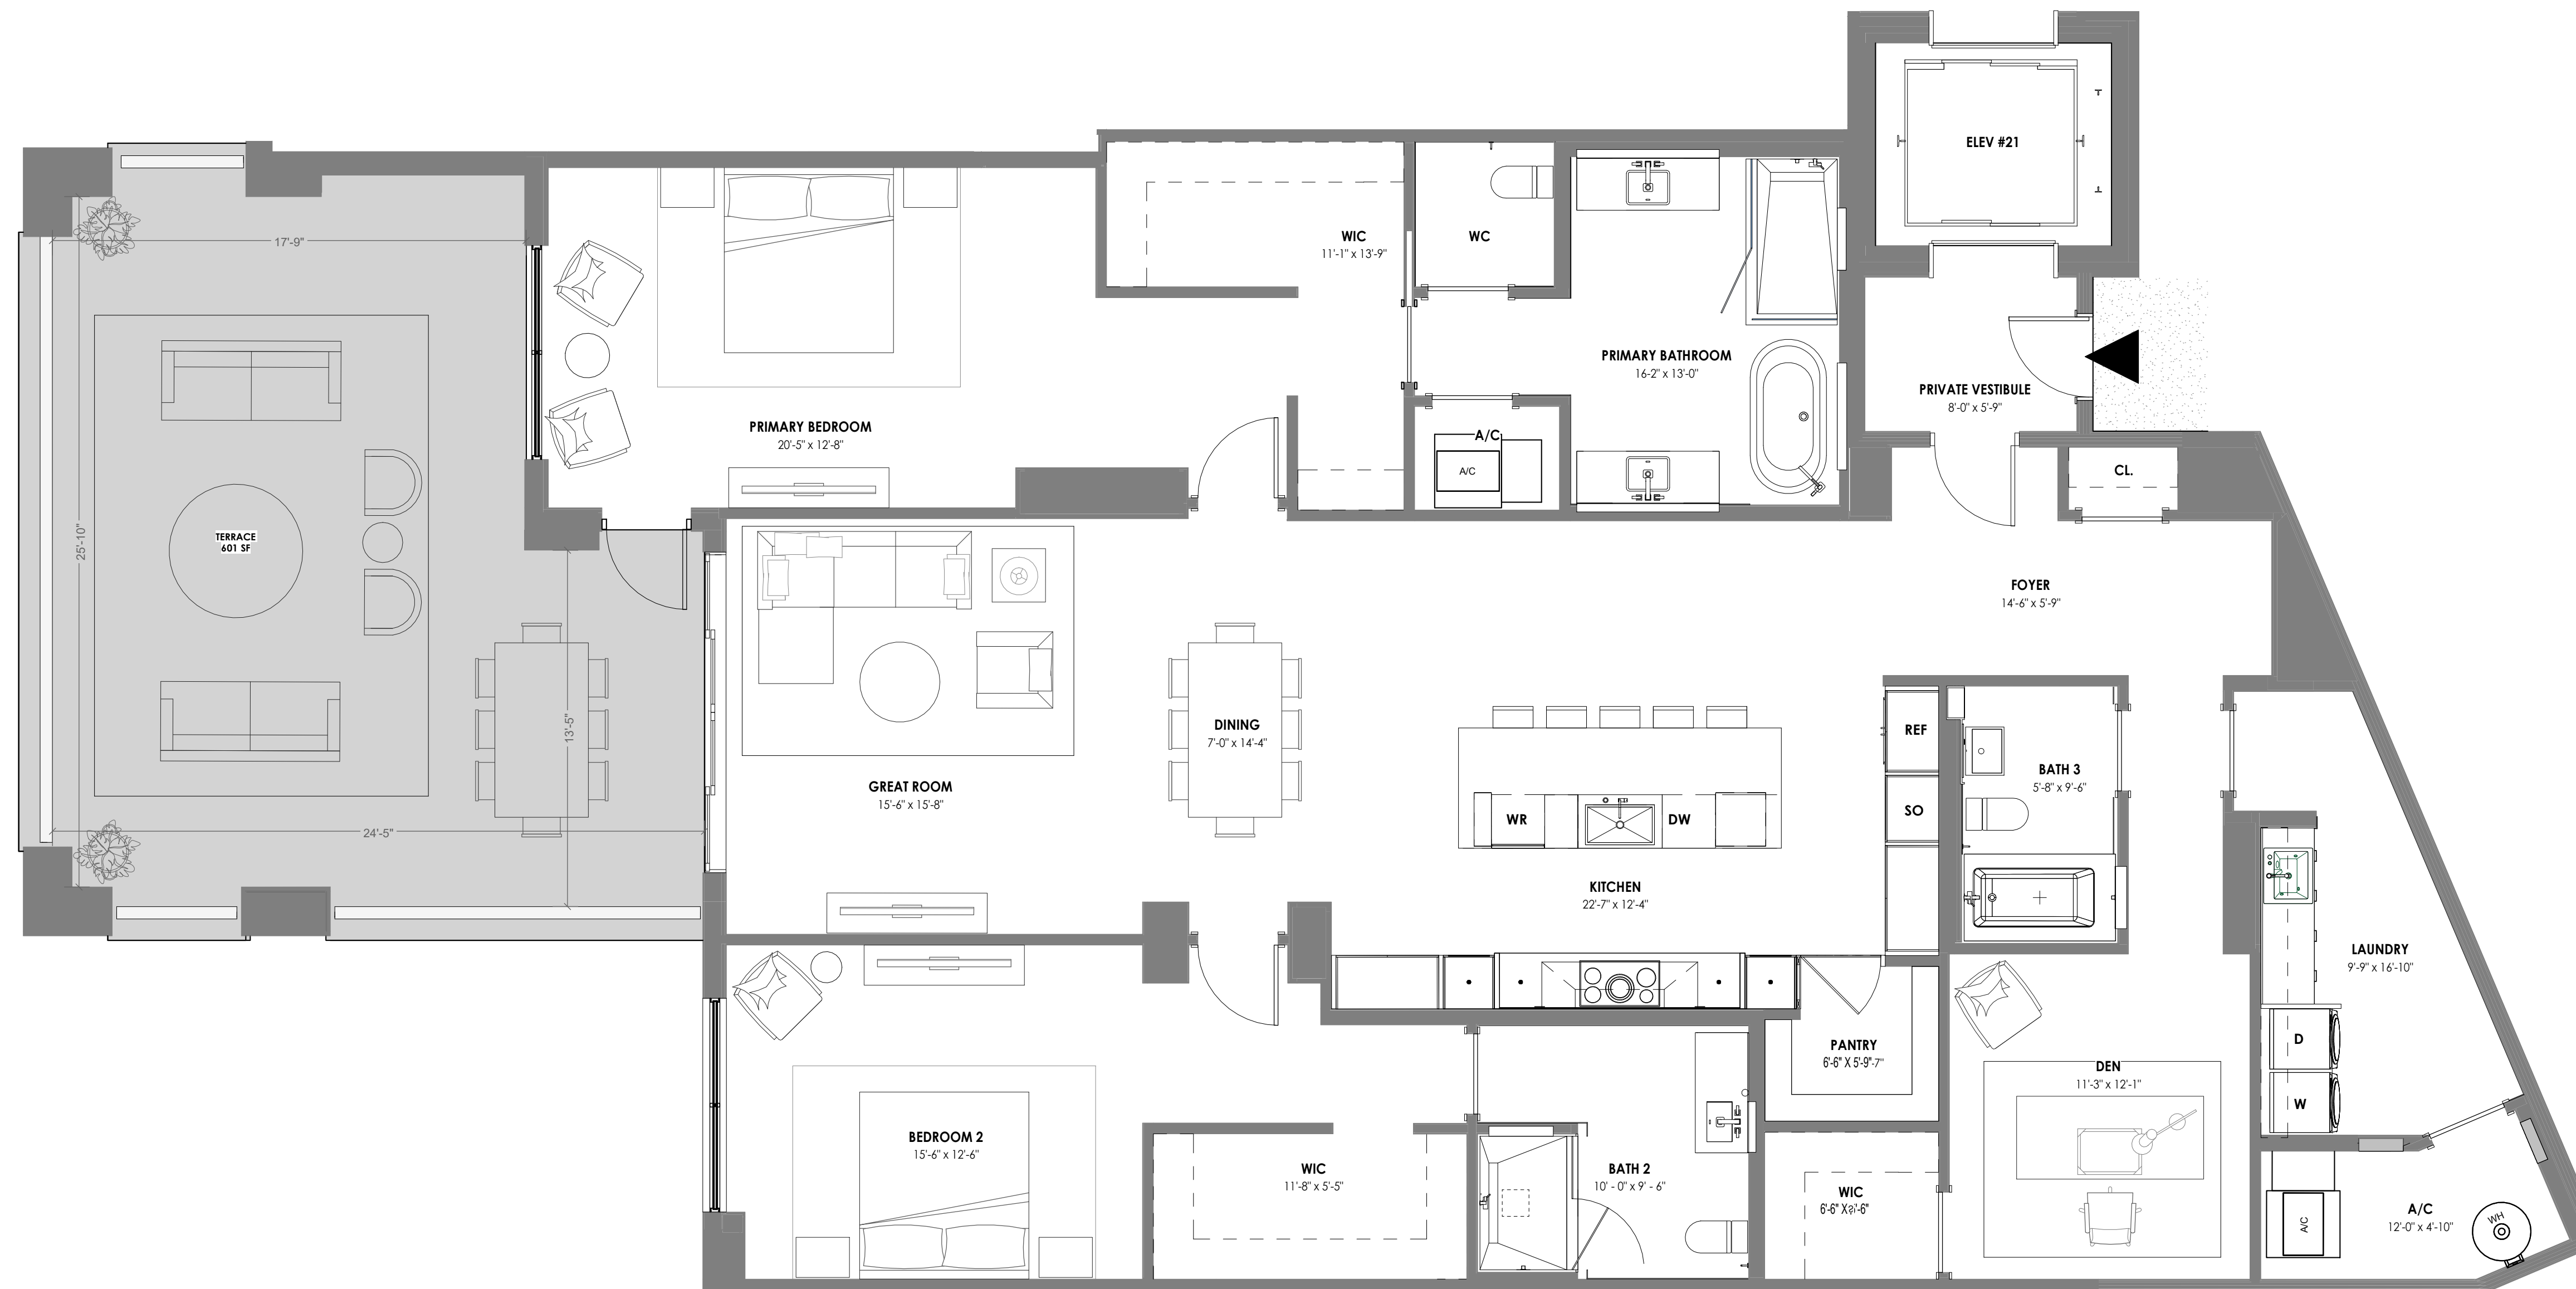 ELEV #21
WIC
11'-1" x 13'-9"
WC
17'-9"
PRIMARY BATHROOM
16-2" x 13'-0"
PRIVATE VESTIBULE
8'-0" x 5'-9"
PRIMARY BEDROOM
20'-5" x 12'-8"
A/C
A/C
CL.
TERRACE
601 SF
25'-10"
FOYER
14'-6" x 5'-9"
13'-5"
DINING
7'-0" x 14'-4"
REF
BATH 3
5'-8" x 9'-6"
GREAT ROOM
15'-6" x 15'-8"
WR
DW
SO
24'-5"
KITCHEN
22'-7" x 12'-4"
LAUNDRY
9'-9" x 16'-10"
PANTRY
6'-6" X 5'-9"
D
DEN
11'-3" x 12'-1"
W
BEDROOM 2
15'-6" x 12'-6"
WIC
11'-8" x 5'-5"
BATH 2
10' - 0" x 9' - 6"
WIC
6'-6"
A/C
12'-0" x 4'-10"
A/C
WH